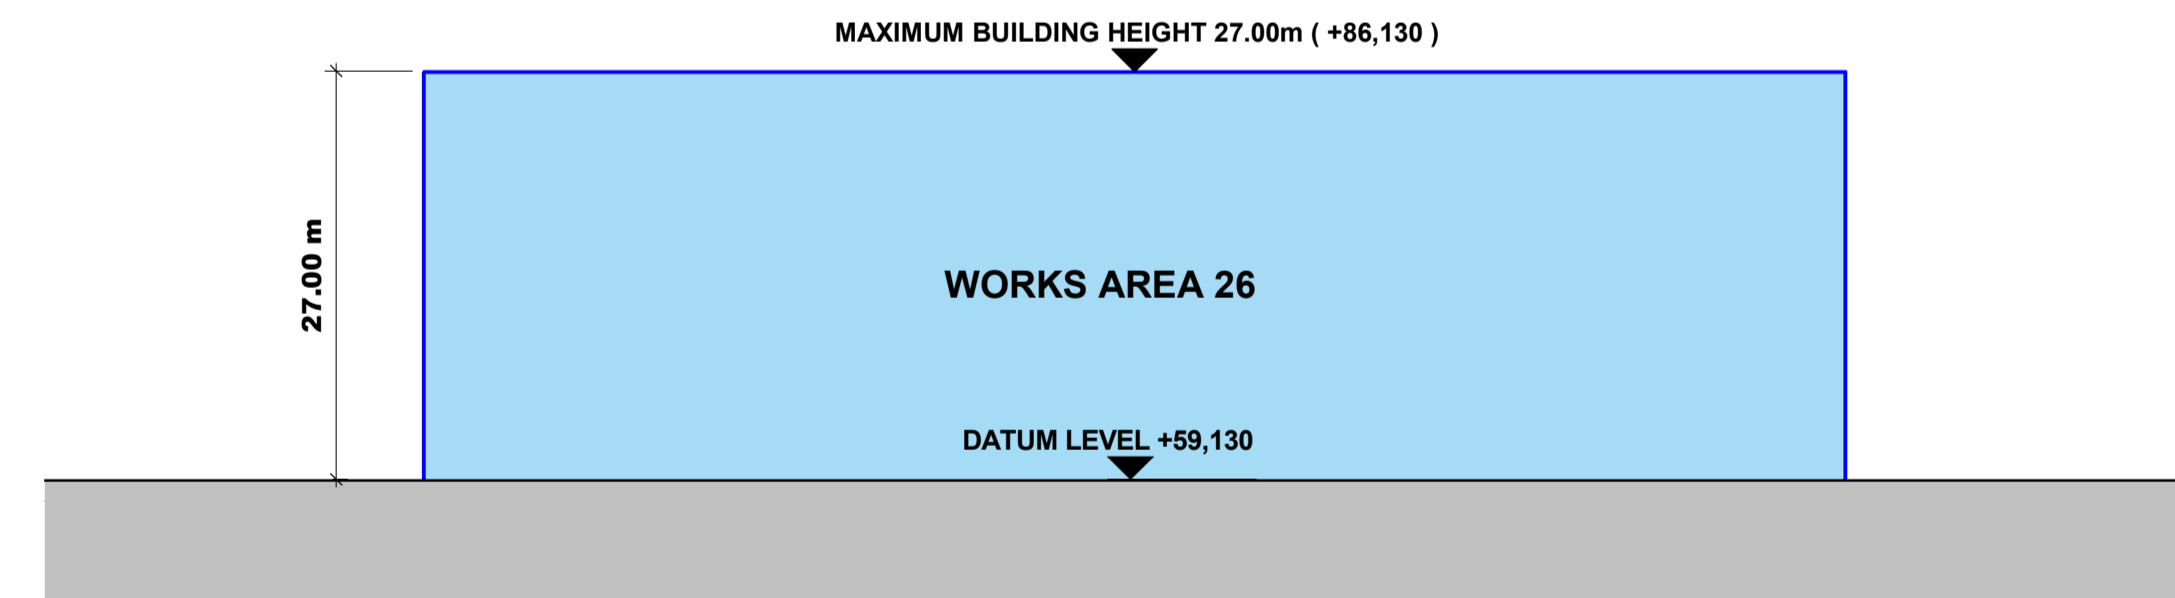 MAXIMUM BUILDING HEIGHT 27.00m ( +86,130 )
27.00 m
WORKS AREA 26
DATUM LEVEL +59,130